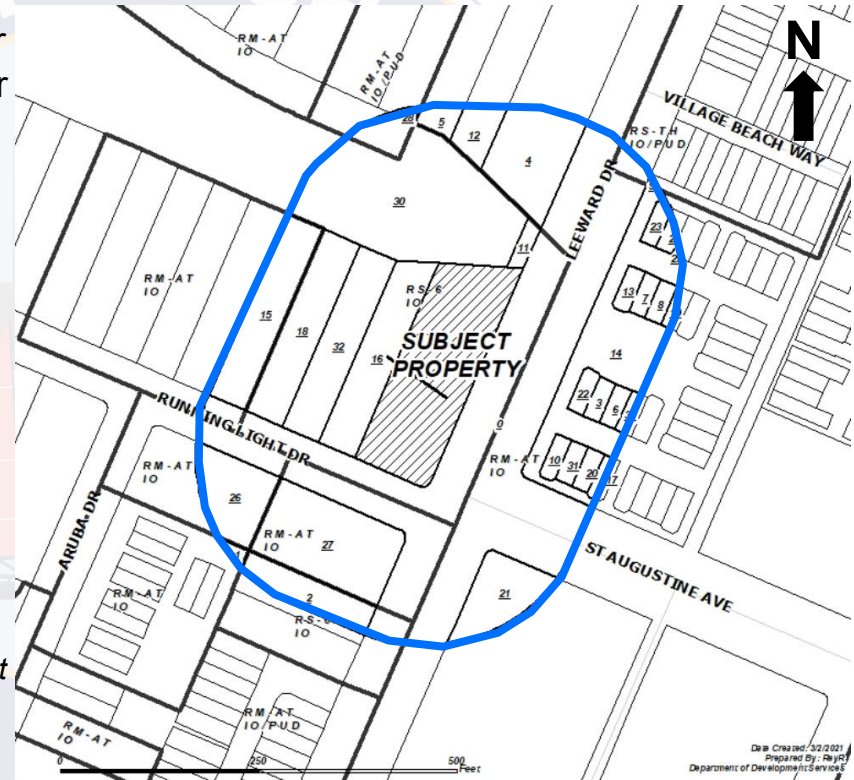 r
r
t
N
RM-AT
IO
RM-AT
IO/PUD
VILLAGE BEACH WAY
RS-TH
IO/PUD
28
5
12
4
LEEWARD DR
30
11
23
RM-AT
IO
RS-6
IO
13
7
8
15
18
32
16
SUBJECT
PROPERTY
14
22
3
6
RUNNING LIGHT DR
0
RM-AT
IO
10
31
20
17
RM-AT
IO
26
ARUBA DR
RM-AT
IO
27
ST AUGUSTINE AVE
1
RM-AT
IO
2
21
IO
RM-AT
IO/PUD
RM-AT
IO
0
250
500
Feet
Date Created: 3/2/2021
Department of Development Services